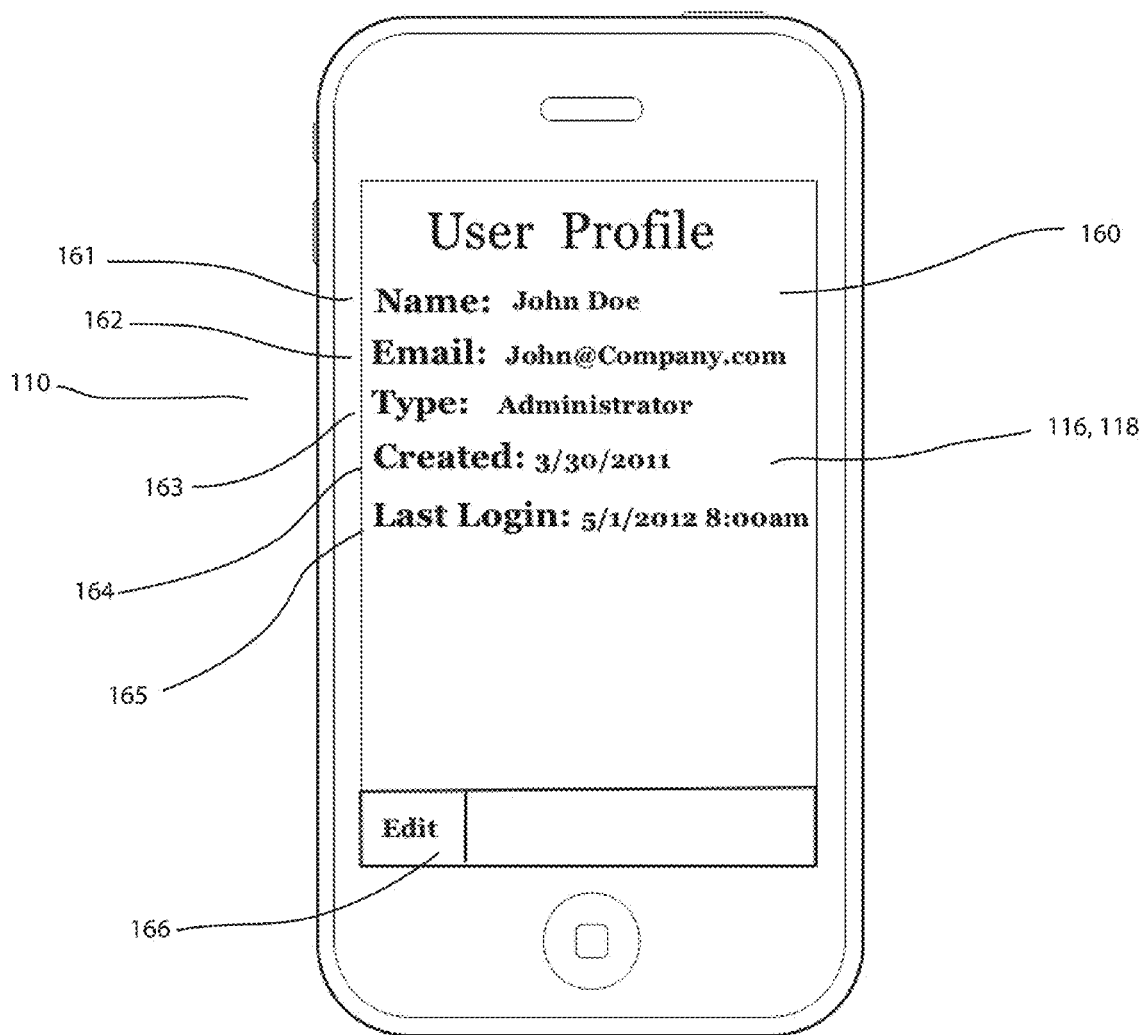 User Profile
161
160
Name: John Doe
162
Email: John@Company.com
110
Type: Administrator
116, 118
Created: 3/30/2011
163
Last Login: 5/1/2012 8:00am
164
165
Edit
166